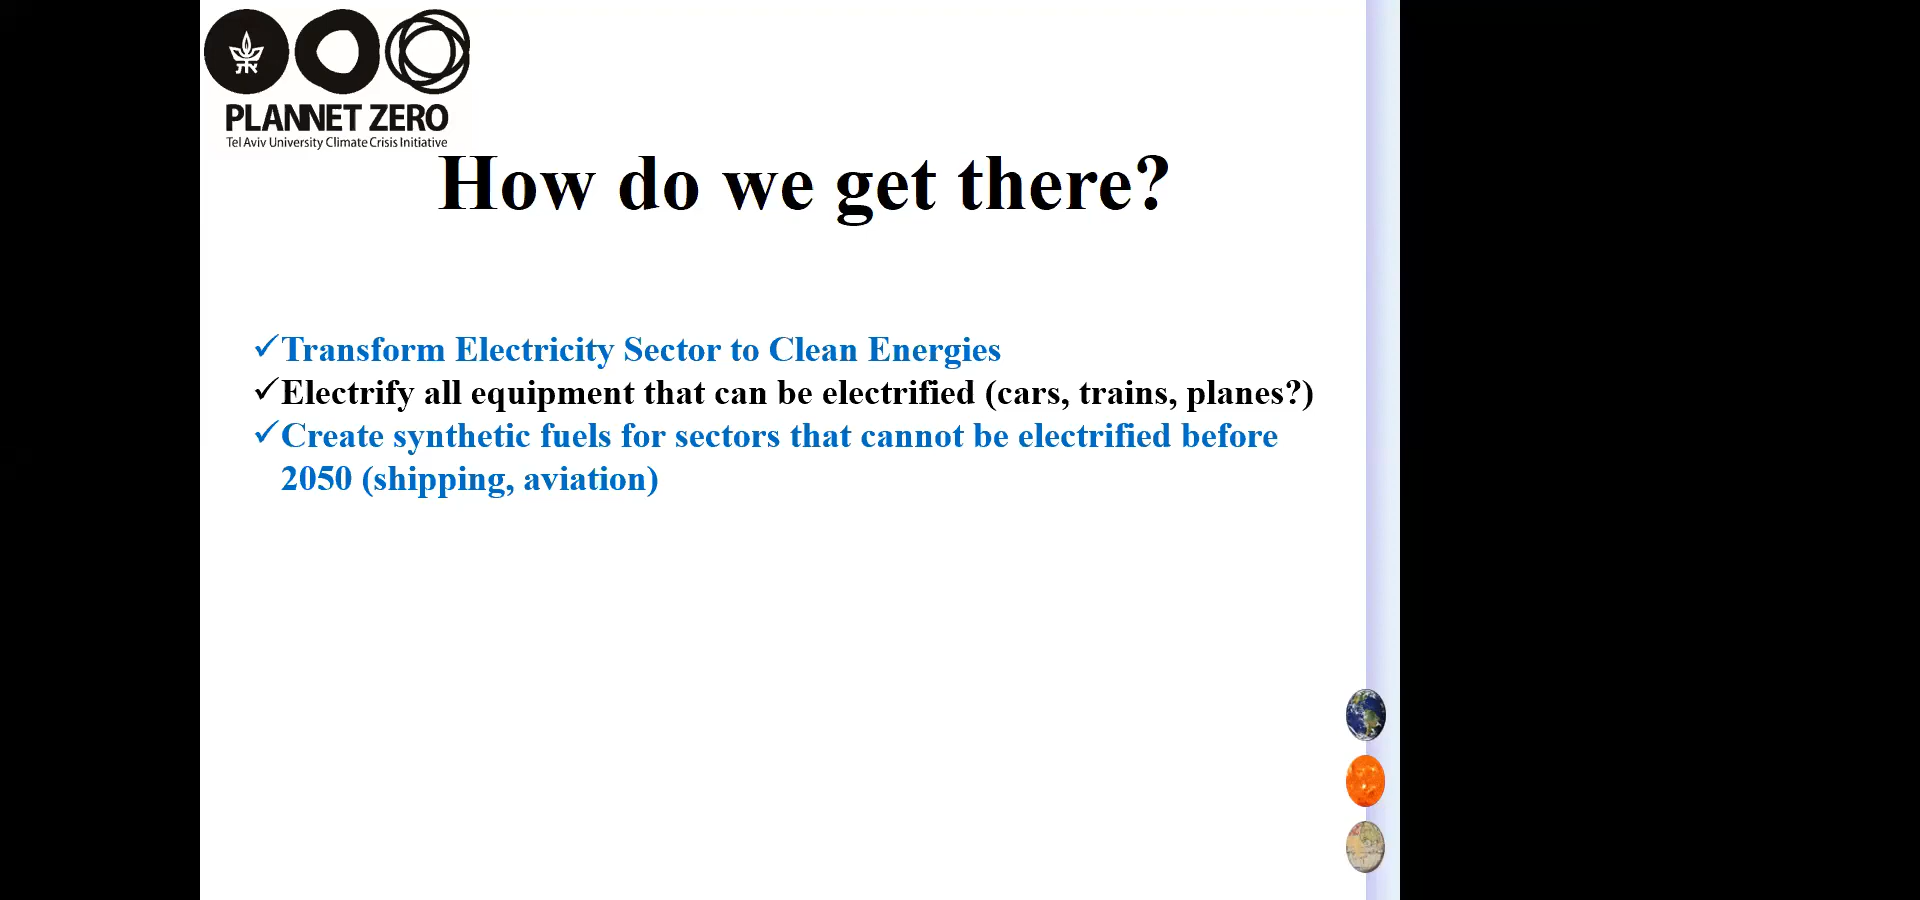 את
PLANNET ZERO
Tel Aviv University Climate Crisis Initiative
How do we get there?
✓Transform Electricity Sector to Clean Energies
✓Electrify all equipment that can be electrified (cars, trains, planes?)
✓Create synthetic fuels for sectors that cannot be electrified before
2050 (shipping, aviation)